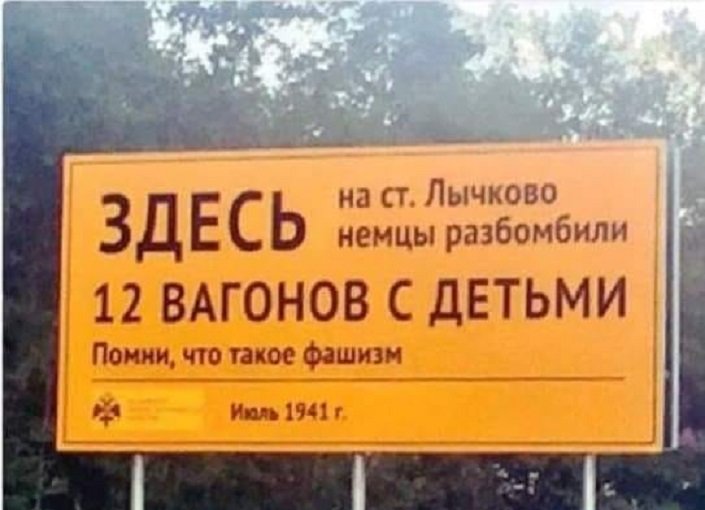 ЗДЕСЬ на ст. Лычково
немцы разбомбили
12 ВАГОНОВ С ДЕТЬМИ
Помни, что такое фашизм
Июль 1941 г.